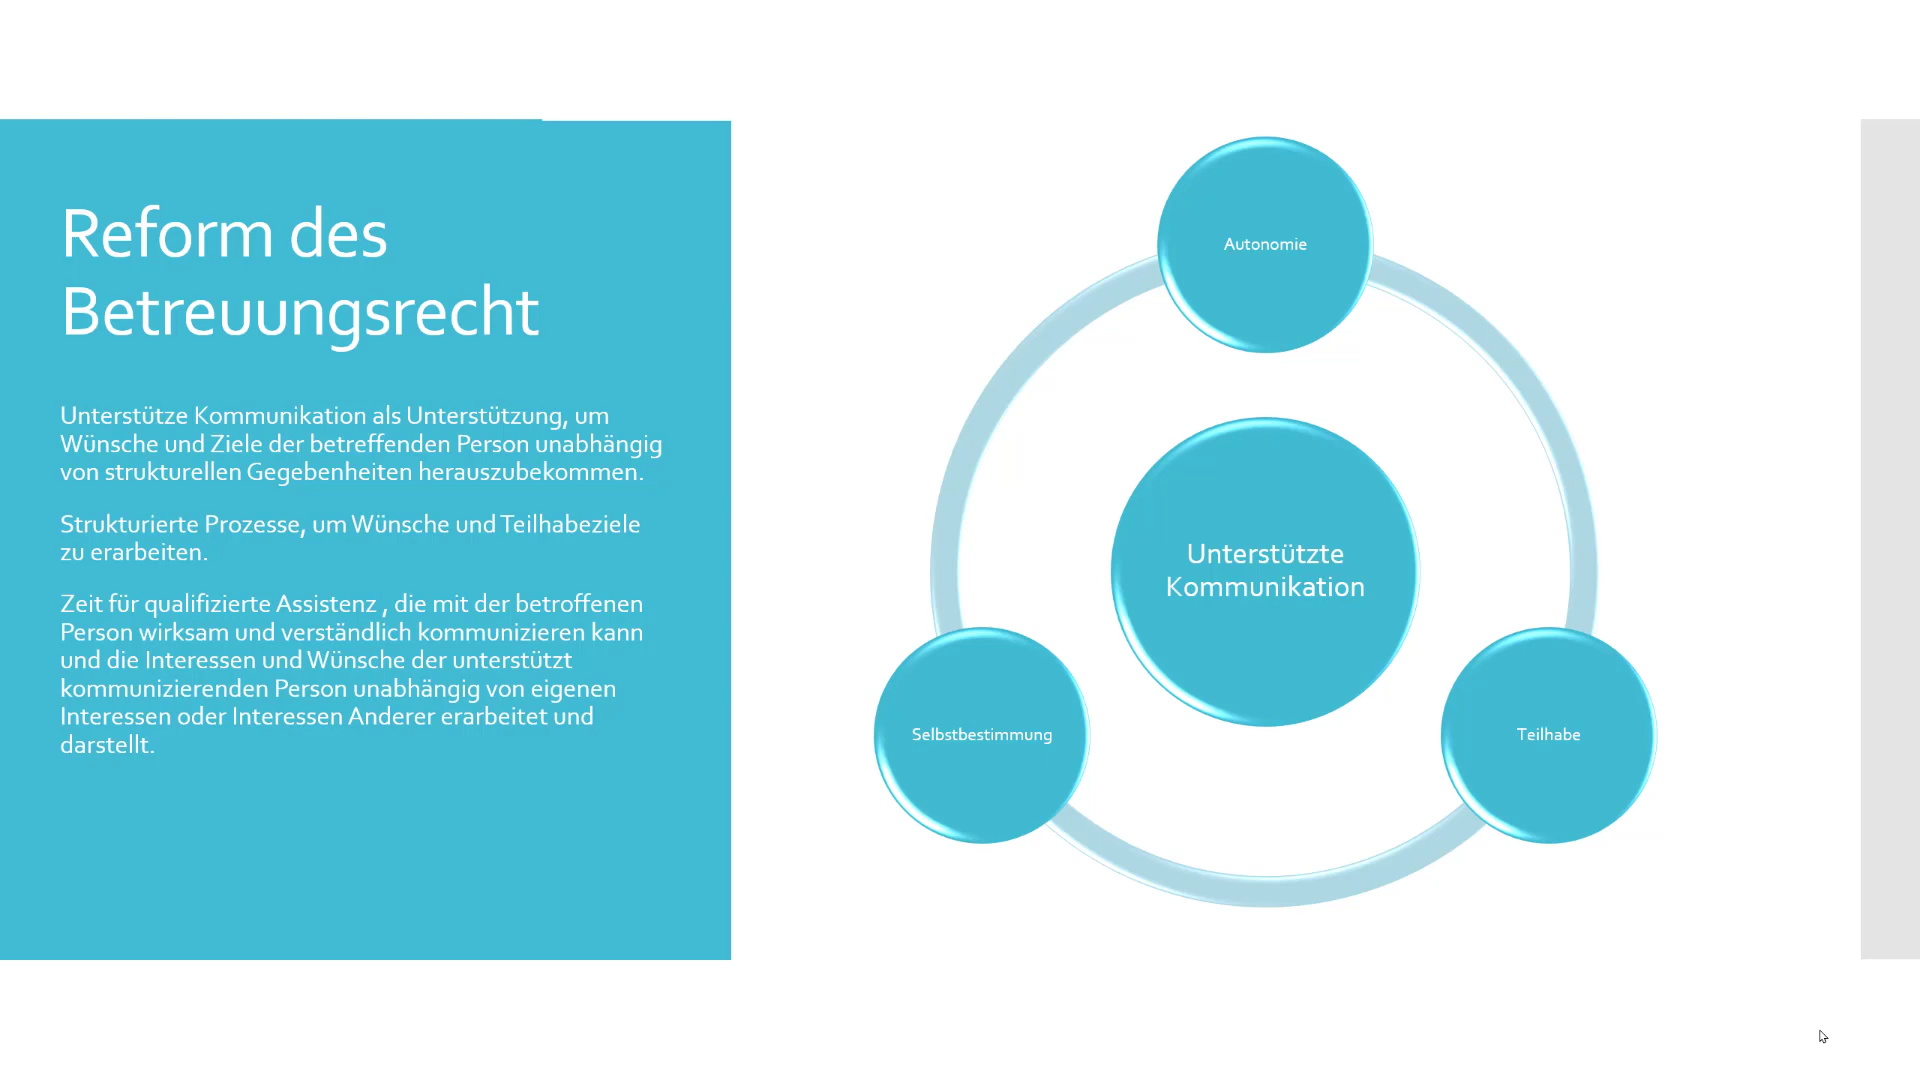 Reform des
Betreuungsrecht
Unterstütze Kommunikation als Unterstützung, um
Wünsche und Ziele der betreffenden Person unabhängig
von strukturellen Gegebenheiten herauszubekommen.
Strukturierte Prozesse, um Wünsche und Teilhabeziele
zu erarbeiten.
Zeit für qualifizierte Assistenz , die mit der betroffenen
Person wirksam und verständlich kommunizieren kann
und die Interessen und Wünsche der unterstützt
kommunizierenden Person unabhängig von eigenen
Interessen oder Interessen Anderer erarbeitet und
darstellt.
Autonomie
Unterstützte
Kommunikation
Selbstbestimmung
Teilhabe